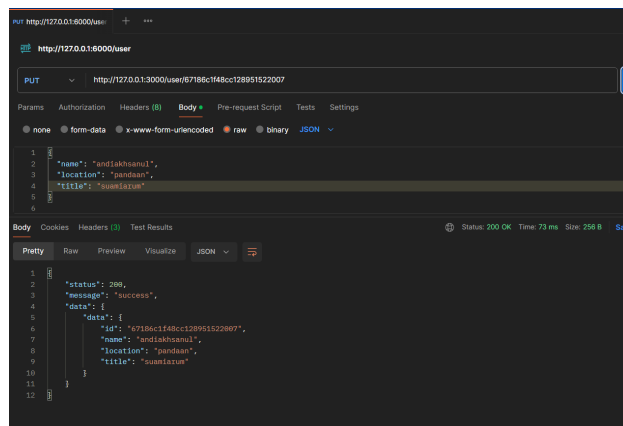 PUT http://127.0.0.1:6000/use
http://127.0.0.1:6000/user
PUT http://127.0.0.1:3000/user/67186c1f48cc128951522007
Params Authorization Headers (8) Body Pre-request Script Tests Settings
none form-data x-www-form-urlencoded raw binary JSON
1 {
2 "name": "andiakhsanul",
3 "location": "pandaan",
4 "title": "suamiarum"
5 }
6
Body Cookies Headers (3) Test Results Status: 200 OK Time: 73 ms Size: 256 B Sa
Pretty Raw Preview Visualize JSON
1 {
2 "status": 200,
3 "message": "success",
4 "data": {
5 "data": {
6 "id": "67186c1f48cc128951522007",
7 "name": "andiakhsanul",
8 "location": "pandaan",
9 "title": "suamiarum"
10 }
11 }
12 }